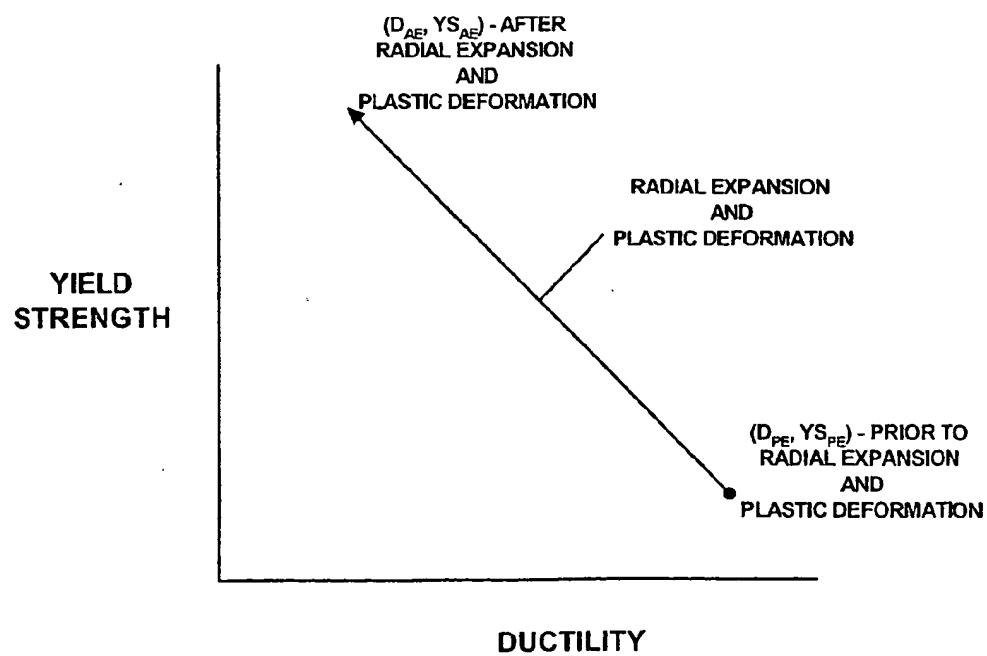 (D_AE, YS_AE) - AFTER
RADIAL EXPANSION
AND
PLASTIC DEFORMATION
RADIAL EXPANSION
AND
PLASTIC DEFORMATION
YIELD
STRENGTH
(D_PE, YS_PE) - PRIOR TO
RADIAL EXPANSION
AND
PLASTIC DEFORMATION
DUCTILITY